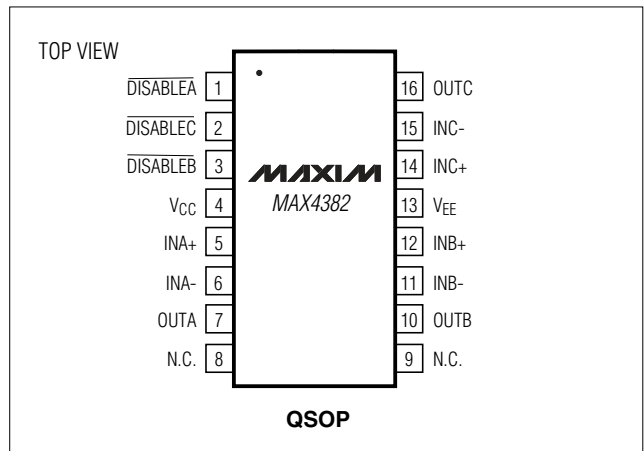 TOP VIEW
DISABLEA 1
DISABLEC 2
DISABLEB 3
VCC 4
INA+ 5
INA- 6
OUTA 7
N.C. 8
MAXIM
MAX4382
16 OUTC
15 INC-
14 INC+
13 VEE
12 INB+
11 INB-
10 OUTB
9 N.C.
QSOP